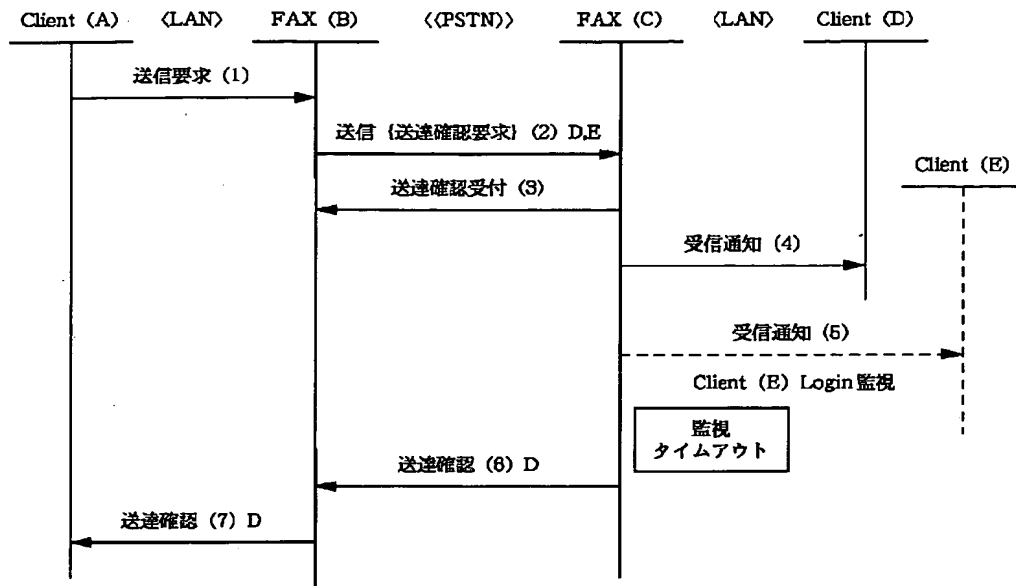 Client (A) 〈LAN〉 FAX (B) 《PSTN》 FAX (C) 〈LAN〉 Client (D)
送信要求 (1)
送信 {送達確認要求} (2) D,E
Client (E)
送達確認受付 (3)
受信通知 (4)
受信通知 (5)
Client (E) Login 監視
監視
タイムアウト
送達確認 (6) D
送達確認 (7) D